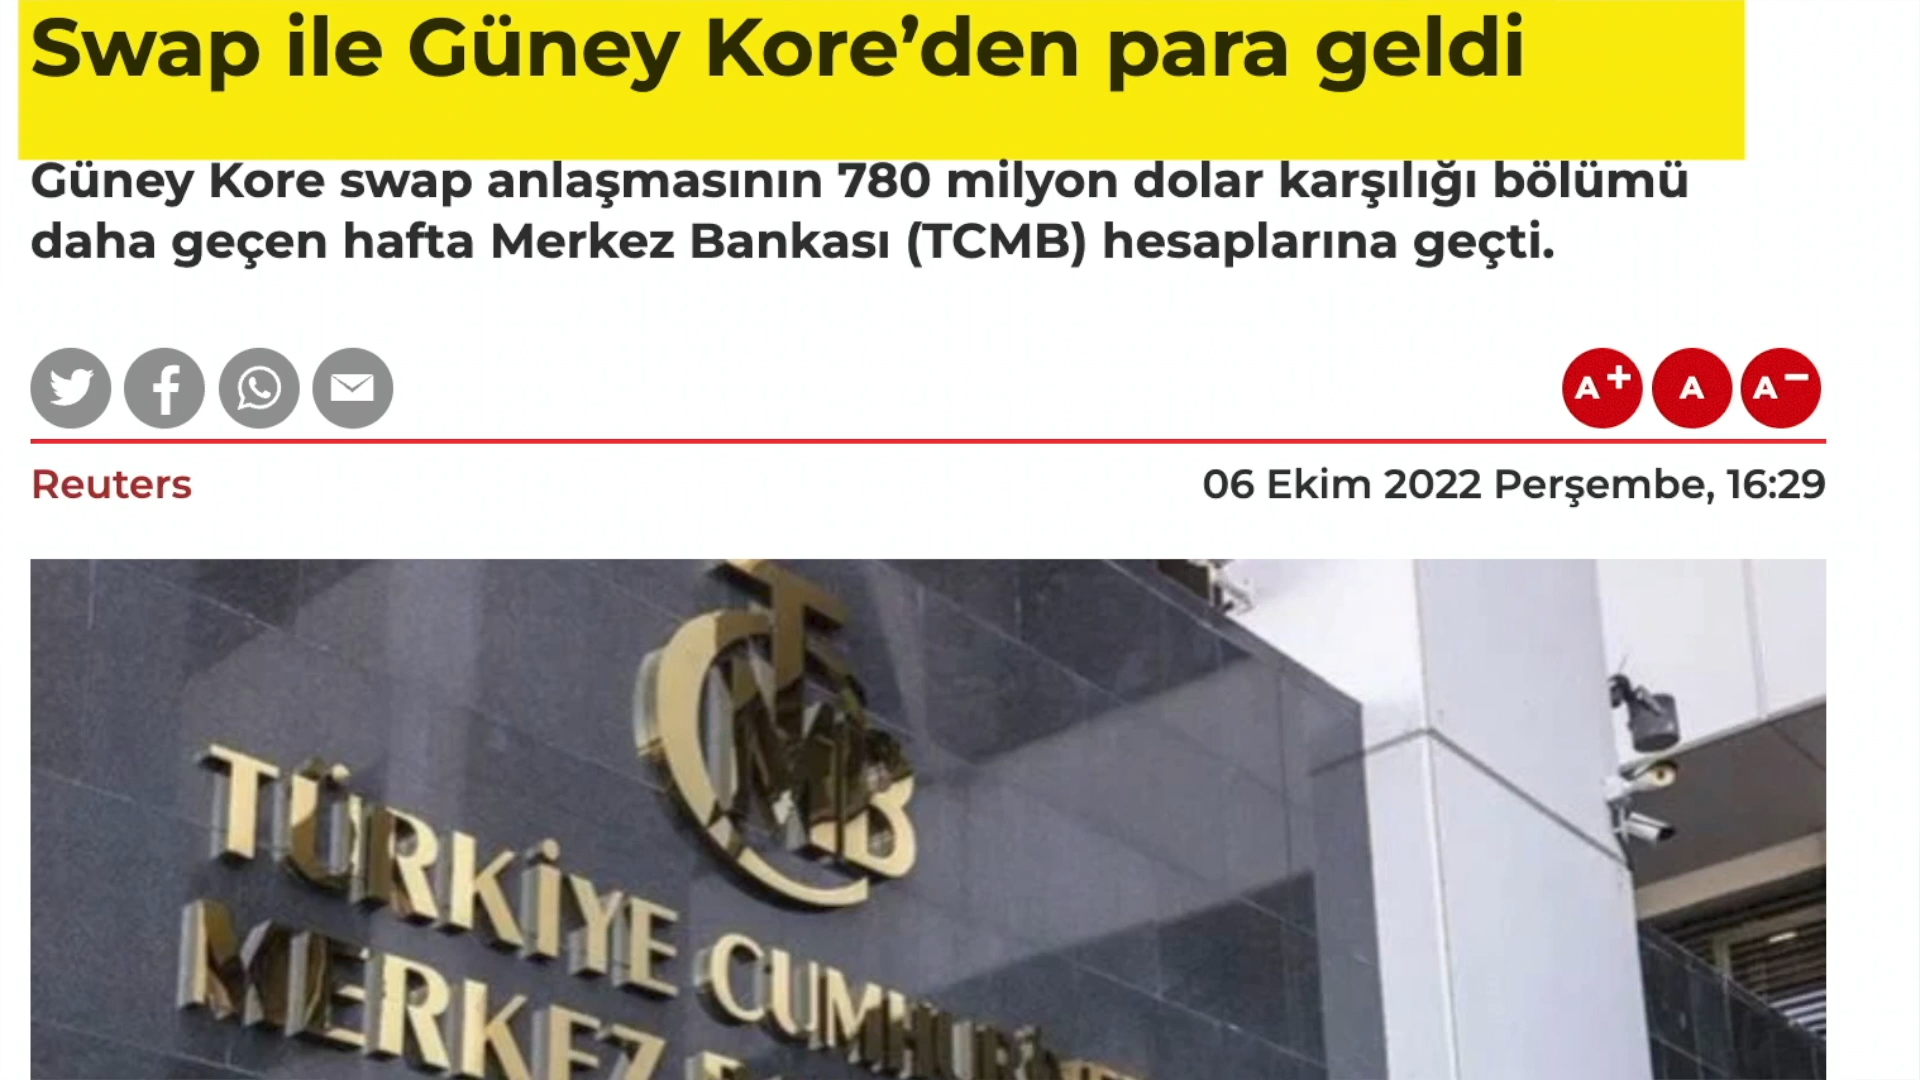 Swap ile Güney Kore’den para geldi
Güney Kore swap anlaşmasının 780 milyon dolar karşılığı bölümü
daha geçen hafta Merkez Bankası (TCMB) hesaplarına geçti.
A+ A A−
Reuters
06 Ekim 2022 Perşembe, 16:29
TCMB
TÜRKİYE CUMHURİYET
MERKEZ